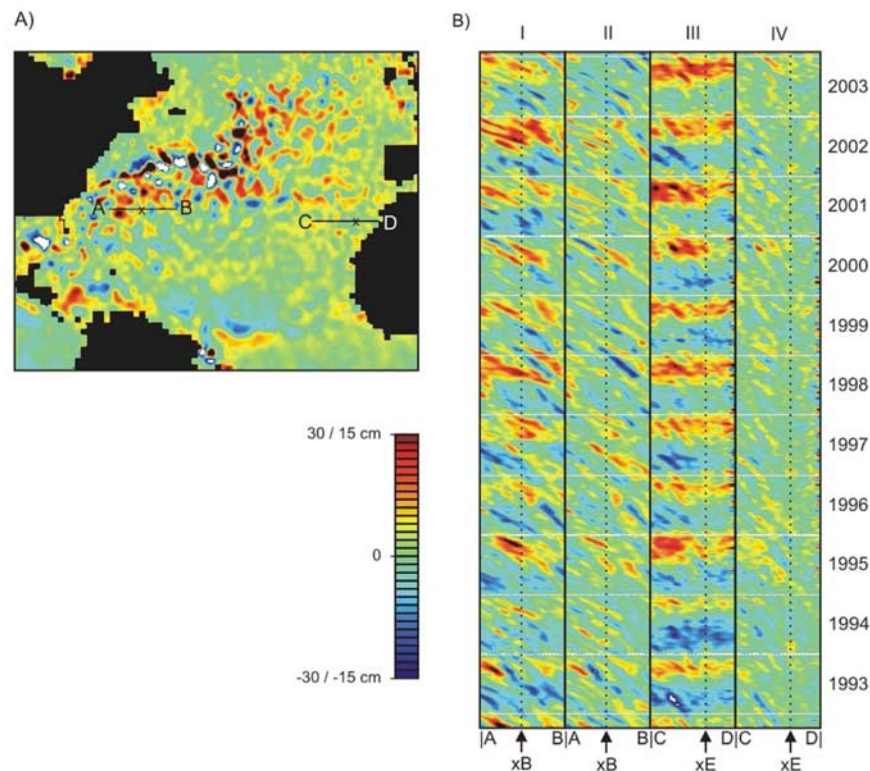 A)
A
B
C
D
30 / 15 cm
0
-30 / -15 cm
B)
I II III IV
2003
2002
2001
2000
1999
1998
1997
1996
1995
1994
1993
|A B|A B|C D|C D|
xB xB xE xE